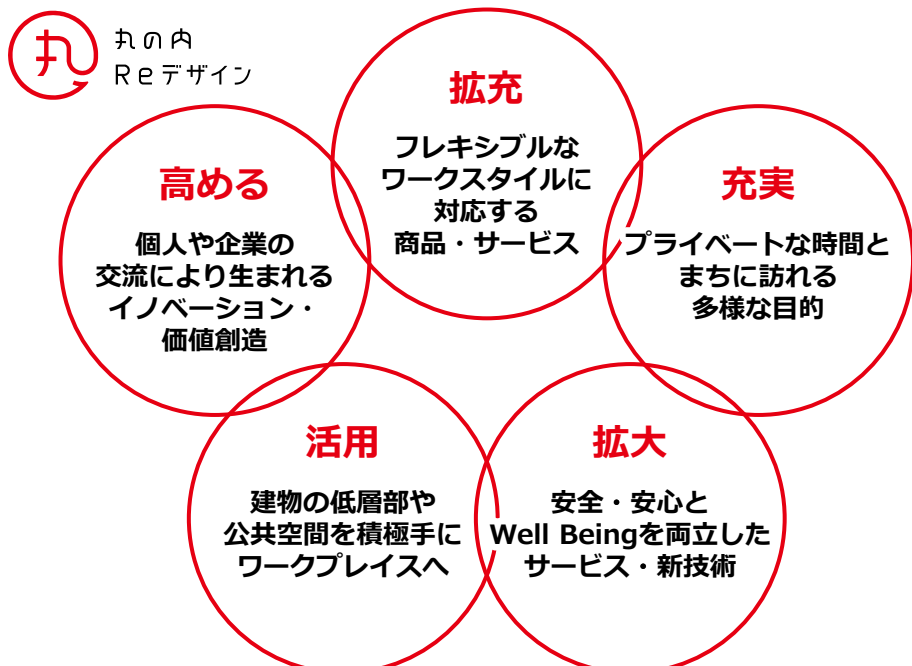 丸
丸の内
Reデザイン
拡充
フレキシブルな
ワークスタイルに
対応する
商品・サービス
高める
個人や企業の
交流により生まれる
イノベーション・
価値創造
充実
プライベートな時間と
まちに訪れる
多様な目的
活用
建物の低層部や
公共空間を積極手に
ワークプレイスへ
拡大
安全・安心と
Well Beingを両立した
サービス・新技術